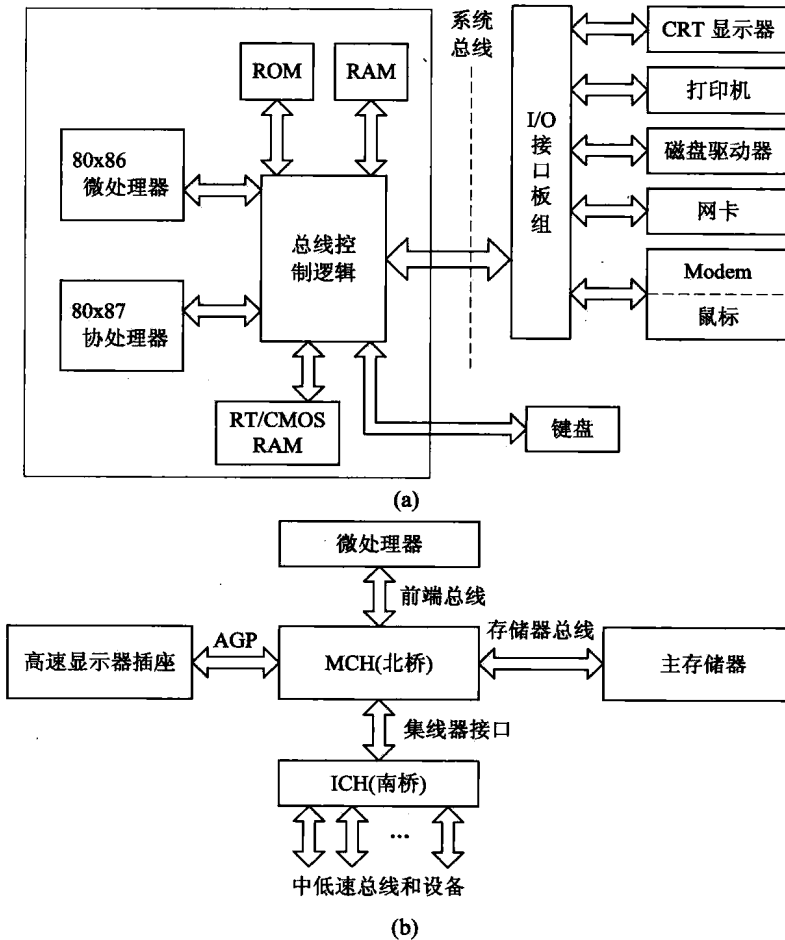 系统
总线
ROM
RAM
80x86
微处理器
80x87
协处理器
总线控
制逻辑
RT/CMOS
RAM
I/O
接
口
板
组
CRT 显示器
打印机
磁盘驱动器
网卡
Modem
鼠标
键盘
(a)
微处理器
前端总线
高速显示器插座
AGP
MCH(北桥)
存储器总线
主存储器
集线器接口
ICH(南桥)
...
中低速总线和设备
(b)